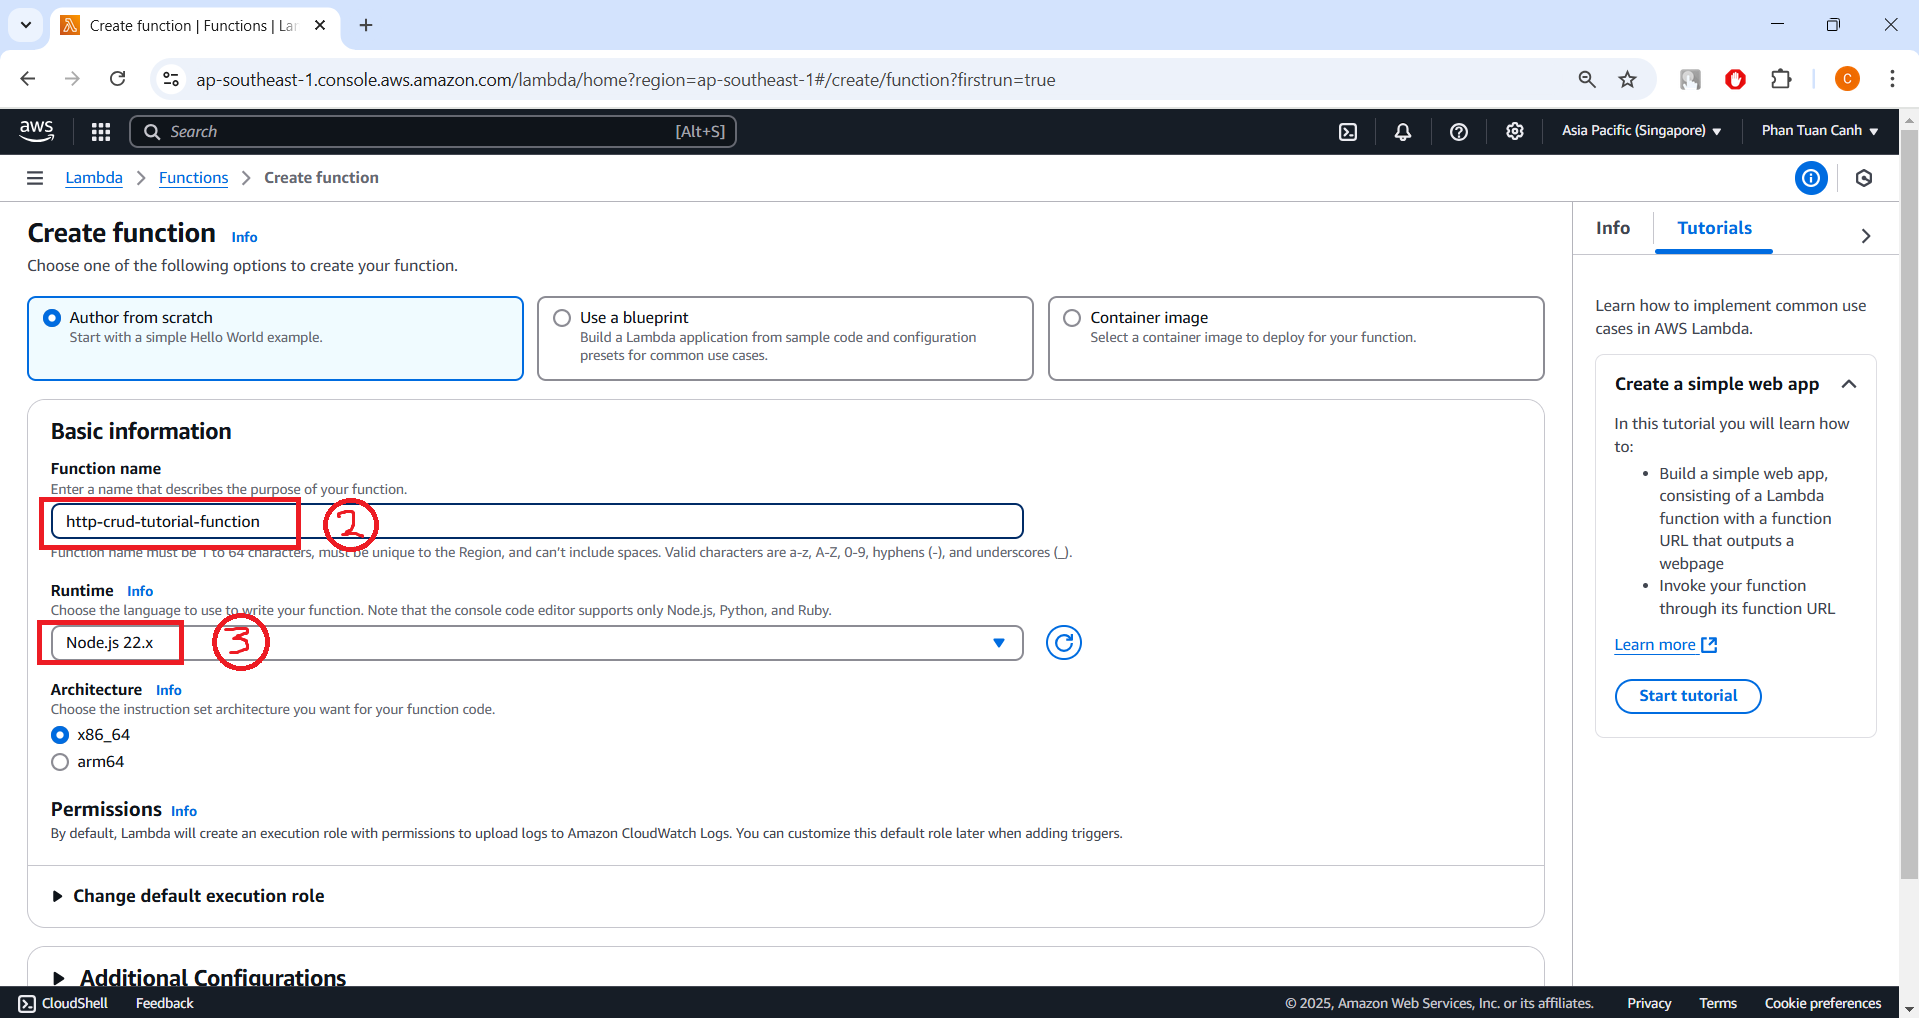 Create function | Functions | La
ap-southeast-1.console.aws.amazon.com/lambda/home?region=ap-southeast-1#/create/function?firstrun=true
C
aws
Search
[Alt+S]
Asia Pacific (Singapore)
Phan Tuan Canh
Lambda
Functions
Create function
Create function
Info
Choose one of the following options to create your function.
Author from scratch
Start with a simple Hello World example.
Use a blueprint
Build a Lambda application from sample code and configuration
presets for common use cases.
Container image
Select a container image to deploy for your function.
Basic information
Function name
Enter a name that describes the purpose of your function.
http-crud-tutorial-function
2
Function name must be 1 to 64 characters, must be unique to the Region, and can't include spaces. Valid characters are a-z, A-Z, 0-9, hyphens (-), and underscores (_).
Runtime
Info
Choose the language to use to write your function. Note that the console code editor supports only Node.js, Python, and Ruby.
Node.js 22.x
3
Architecture
Info
Choose the instruction set architecture you want for your function code.
x86_64
arm64
Permissions
Info
By default, Lambda will create an execution role with permissions to upload logs to Amazon CloudWatch Logs. You can customize this default role later when adding triggers.
Change default execution role
Additional Configurations
Info
Tutorials
Learn how to implement common use
cases in AWS Lambda.
Create a simple web app
In this tutorial you will learn how
to:
• Build a simple web app,
consisting of a Lambda
function with a function
URL that outputs a
webpage
• Invoke your function
through its function URL
Learn more
Start tutorial
CloudShell
Feedback
© 2025, Amazon Web Services, Inc. or its affiliates.
Privacy
Terms
Cookie preferences